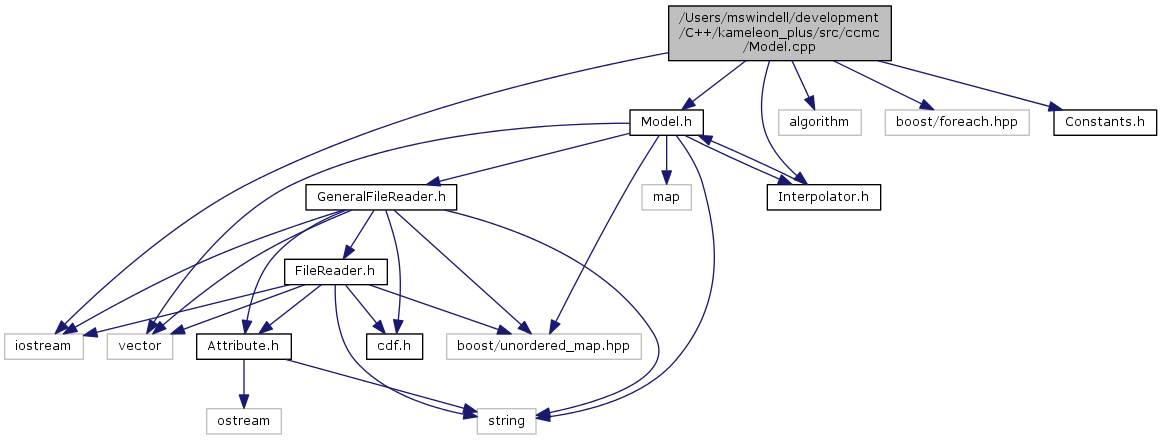 /Users/mswindell/development
/C++/kameleon_plus/src/ccmc
/Model.cpp
Model.h
algorithm
boost/foreach.hpp
Constants.h
GeneralFileReader.h
map
Interpolator.h
FileReader.h
iostream
vector
Attribute.h
cdf.h
boost/unordered_map.hpp
ostream
string